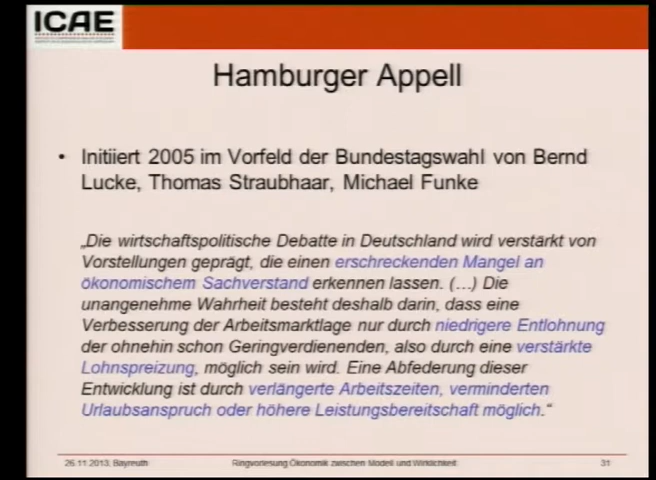 ICAE
Hamburger Appell
• Initiiert 2005 im Vorfeld der Bundestagswahl von Bernd
Lucke, Thomas Straubhaar, Michael Funke
„Die wirtschaftspolitische Debatte in Deutschland wird verstärkt von
Vorstellungen geprägt, die einen erschreckenden Mangel an
ökonomischem Sachverstand erkennen lassen. (…) Die
unangenehme Wahrheit besteht deshalb darin, dass eine
Verbesserung der Arbeitsmarktlage nur durch niedrigere Entlohnung
der ohnehin schon Geringverdienenden, also durch eine verstärkte
Lohnspreizung, möglich sein wird. Eine Abfederung dieser
Entwicklung ist durch verlängerte Arbeitszeiten, verminderten
Urlaubsanspruch oder höhere Leistungsbereitschaft möglich.“
26.11.2013, Bayreuth Ringvorlesung Ökonomik zwischen Modell und Wirklichkeit 31